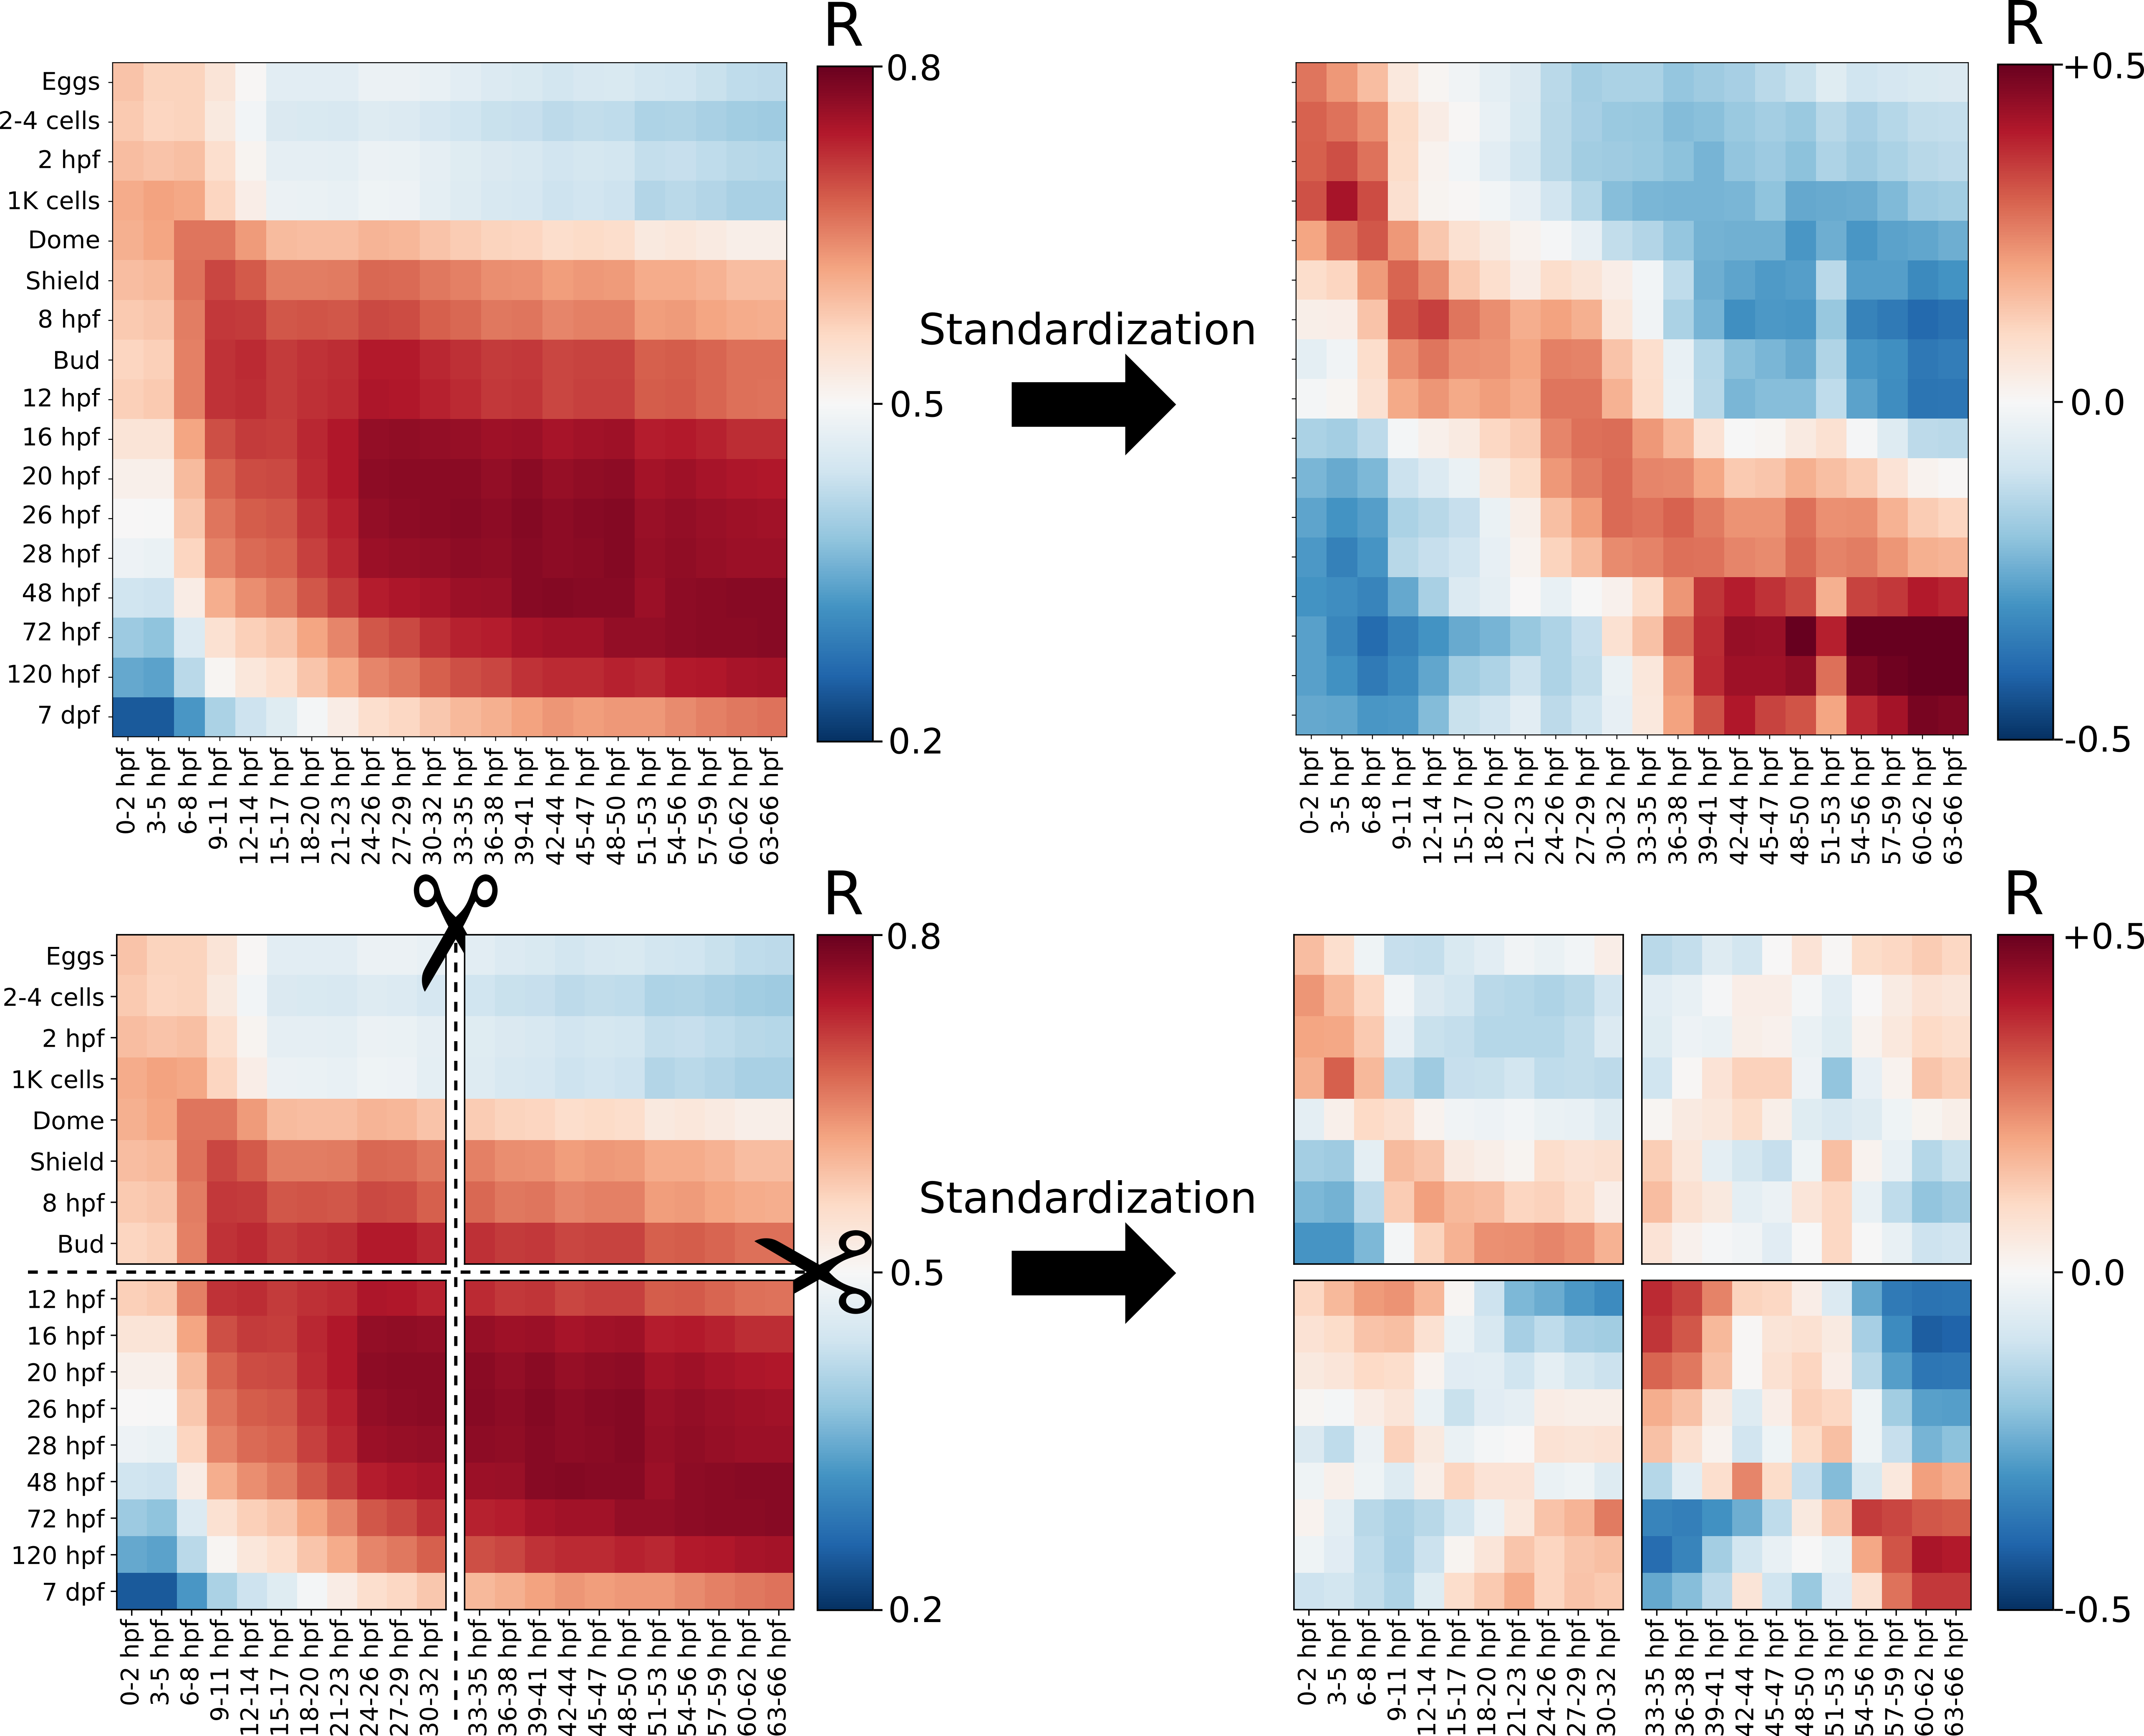 R
0.8
0.5
0.2
Eggs
2-4 cells
2 hpf
1K cells
Dome
Shield
8 hpf
Bud
12 hpf
16 hpf
20 hpf
26 hpf
28 hpf
48 hpf
72 hpf
120 hpf
7 dpf
0-2 hpf
3-5 hpf
6-8 hpf
9-11 hpf
12-14 hpf
15-17 hpf
18-20 hpf
21-23 hpf
24-26 hpf
27-29 hpf
30-32 hpf
33-35 hpf
36-38 hpf
39-41 hpf
42-44 hpf
45-47 hpf
48-50 hpf
51-53 hpf
54-56 hpf
57-59 hpf
60-62 hpf
63-66 hpf
Standardization
R
+0.5
0.0
-0.5
0-2 hpf
3-5 hpf
6-8 hpf
9-11 hpf
12-14 hpf
15-17 hpf
18-20 hpf
21-23 hpf
24-26 hpf
27-29 hpf
30-32 hpf
33-35 hpf
36-38 hpf
39-41 hpf
42-44 hpf
45-47 hpf
48-50 hpf
51-53 hpf
54-56 hpf
57-59 hpf
60-62 hpf
63-66 hpf
R
0.8
0.5
0.2
Eggs
2-4 cells
2 hpf
1K cells
Dome
Shield
8 hpf
Bud
12 hpf
16 hpf
20 hpf
26 hpf
28 hpf
48 hpf
72 hpf
120 hpf
7 dpf
0-2 hpf
3-5 hpf
6-8 hpf
9-11 hpf
12-14 hpf
15-17 hpf
18-20 hpf
21-23 hpf
24-26 hpf
27-29 hpf
30-32 hpf
33-35 hpf
36-38 hpf
39-41 hpf
42-44 hpf
45-47 hpf
48-50 hpf
51-53 hpf
54-56 hpf
57-59 hpf
60-62 hpf
63-66 hpf
Standardization
R
+0.5
0.0
-0.5
0-2 hpf
3-5 hpf
6-8 hpf
9-11 hpf
12-14 hpf
15-17 hpf
18-20 hpf
21-23 hpf
24-26 hpf
27-29 hpf
30-32 hpf
33-35 hpf
36-38 hpf
39-41 hpf
42-44 hpf
45-47 hpf
48-50 hpf
51-53 hpf
54-56 hpf
57-59 hpf
60-62 hpf
63-66 hpf